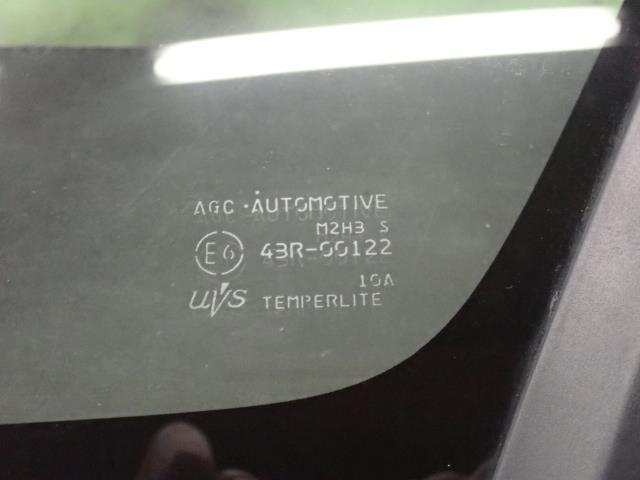 AGC ·AUTOMOTIVE
M2H3 S
E6 43R-00122
10A
UVS TEMPERLITE